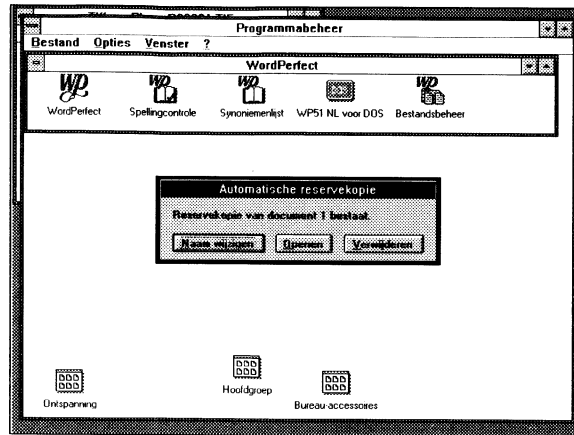 Programmabeheer
Bestand Opties Venster ?
WordPerfect
WordPerfect Spellingcontrole Synoniemenlijst WP51 NL voor DOS Bestandsbeheer
Automatische reservekopie
Reservekopie van document 1 bestaat.
Naam wijzigen Openen Verwijderen
Ontspanning Hoofdgroep Bureau-accessoires